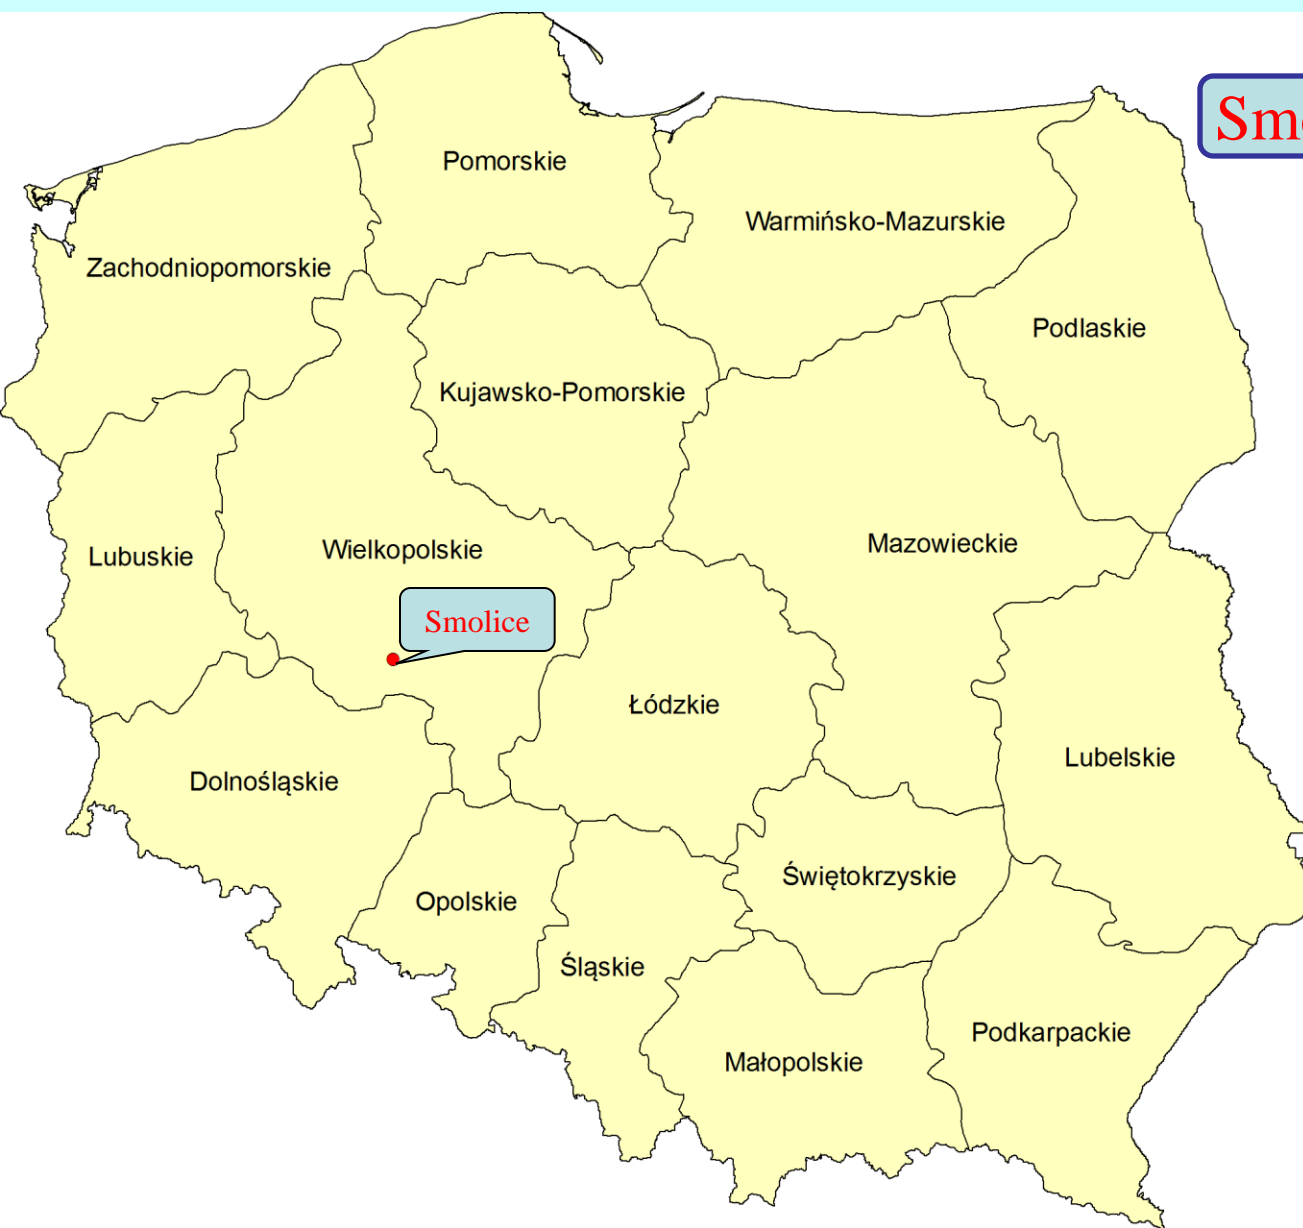 Pomorskie
Warmińsko-Mazurskie
Zachodniopomorskie
Podlaskie
Kujawsko-Pomorskie
Mazowieckie
Wielkopolskie
Lubuskie
Smolice
Łódzkie
Lubelskie
Dolnośląskie
Świętokrzyskie
Opolskie
Śląskie
Podkarpackie
Małopolskie